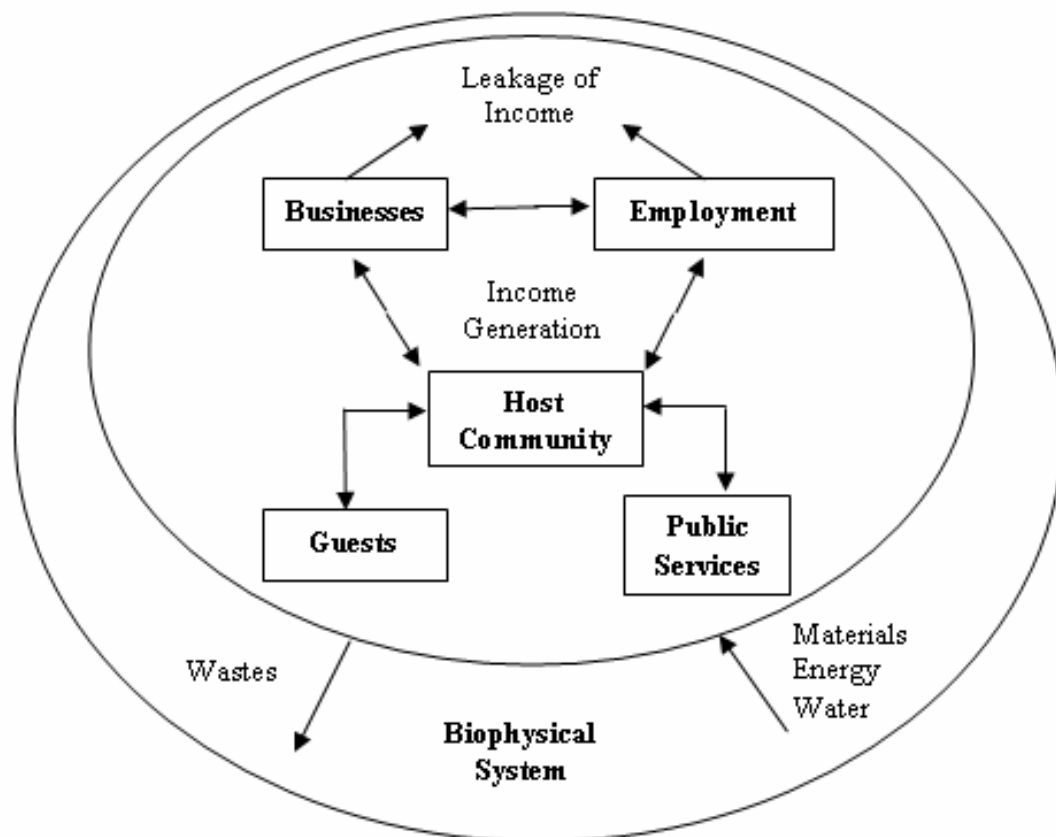 Leakage of
Income
Businesses
Employment
Income
Generation
Host
Community
Guests
Public
Services
Wastes
Materials
Energy
Water
Biophysical
System